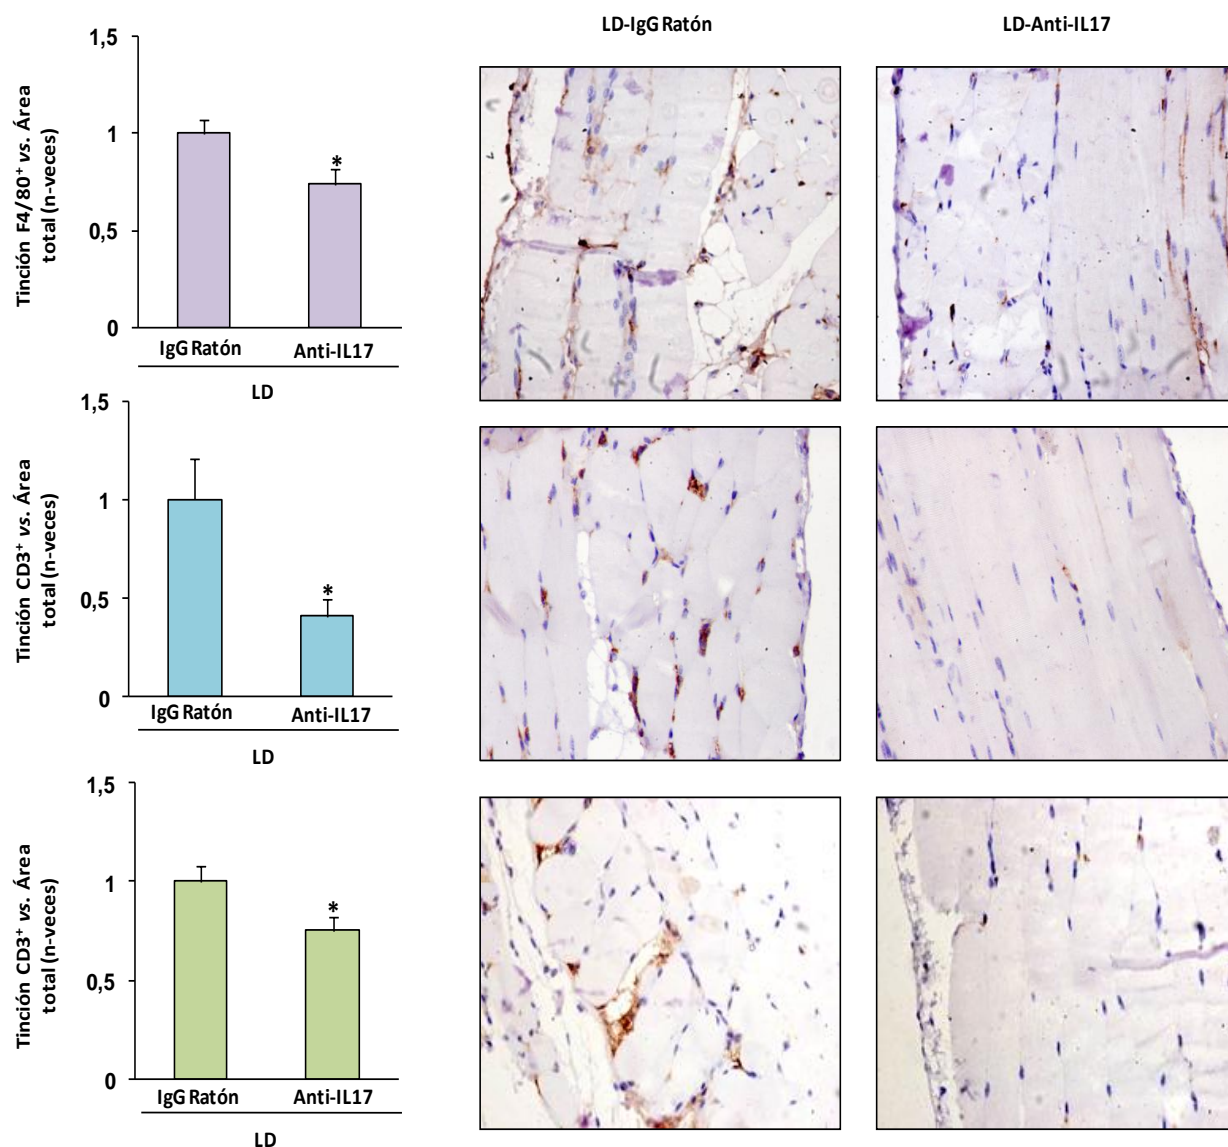 LD-IgG Ratón
LD-Anti-IL17
Tinción F4/80+ vs. Área
total (n-veces)
1,5
1
0,5
0
*
IgG Ratón
Anti-IL17
LD
Tinción CD3+ vs. Área
total (n-veces)
1,5
1
0,5
0
*
IgG Ratón
Anti-IL17
LD
Tinción CD3+ vs. Área
total (n-veces)
1,5
1
0,5
0
*
IgG Ratón
Anti-IL17
LD